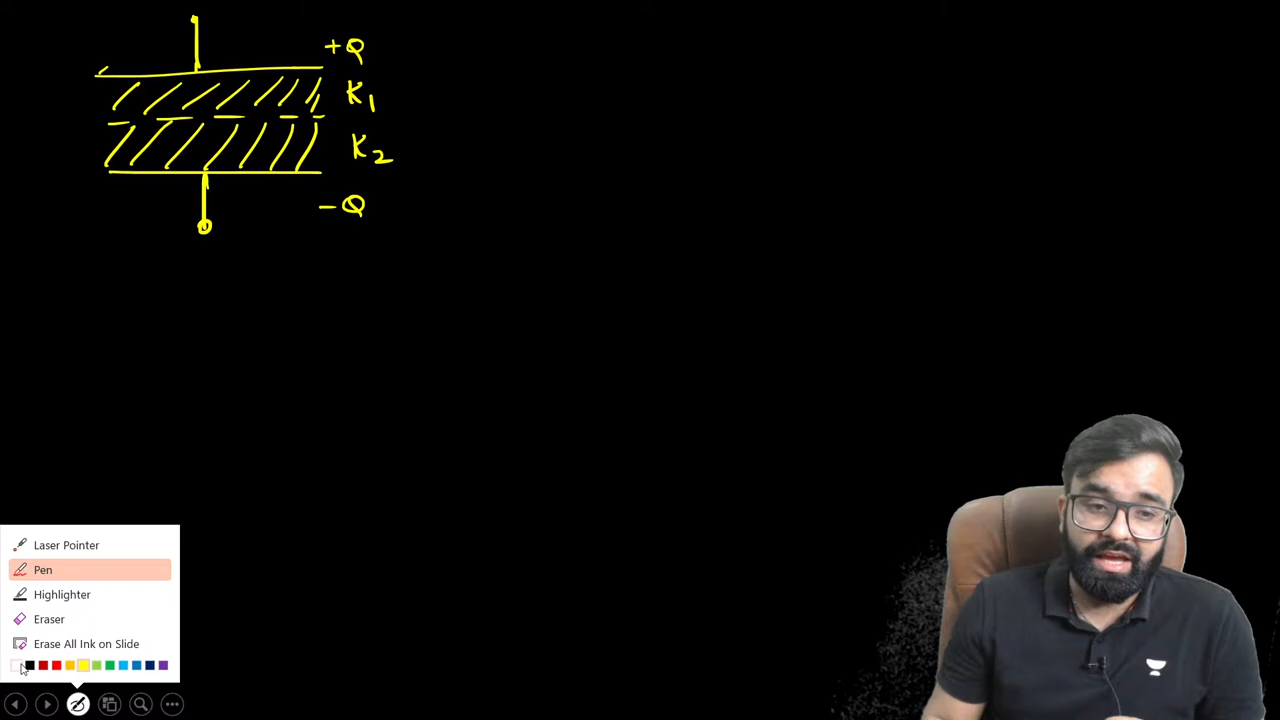 +Q
K1
K2
-Q
Laser Pointer
Pen
Highlighter
Eraser
Erase All Ink on Slide